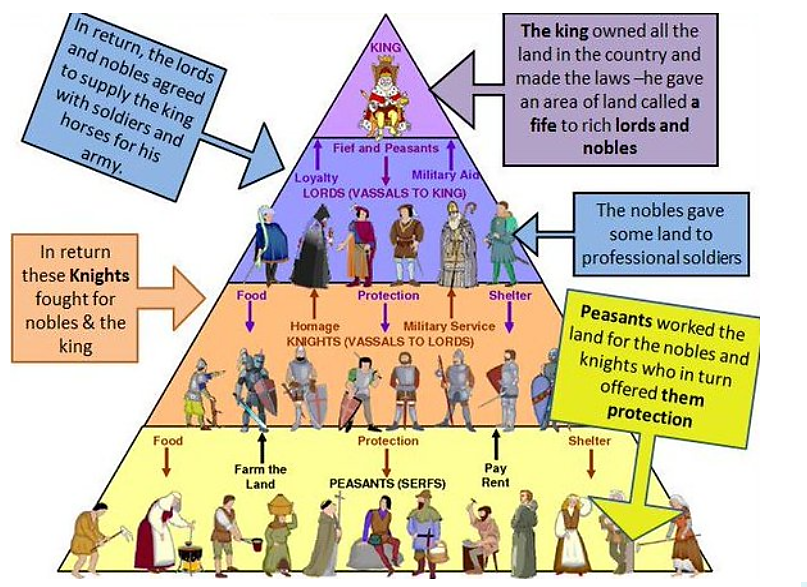 In return, the lords
and nobles agreed
to supply the king
with soldiers and
horses for his
army.
KING
The king owned all the
land in the country and
made the laws –he gave
an area of land called a
fife to rich lords and
nobles
Fief and Peasants
Loyalty
Military Aid
LORDS (VASSALS TO KING)
The nobles gave
some land to
professional soldiers
In return
these Knights
fought for
nobles & the
king
Food
Protection
Shelter
Homage
Military Service
KNIGHTS (VASSALS TO LORDS)
Peasants worked the
land for the nobles and
knights who in turn
offered them
protection
Food
Protection
Shelter
Farm the
Land
Pay
Rent
PEASANTS (SERFS)